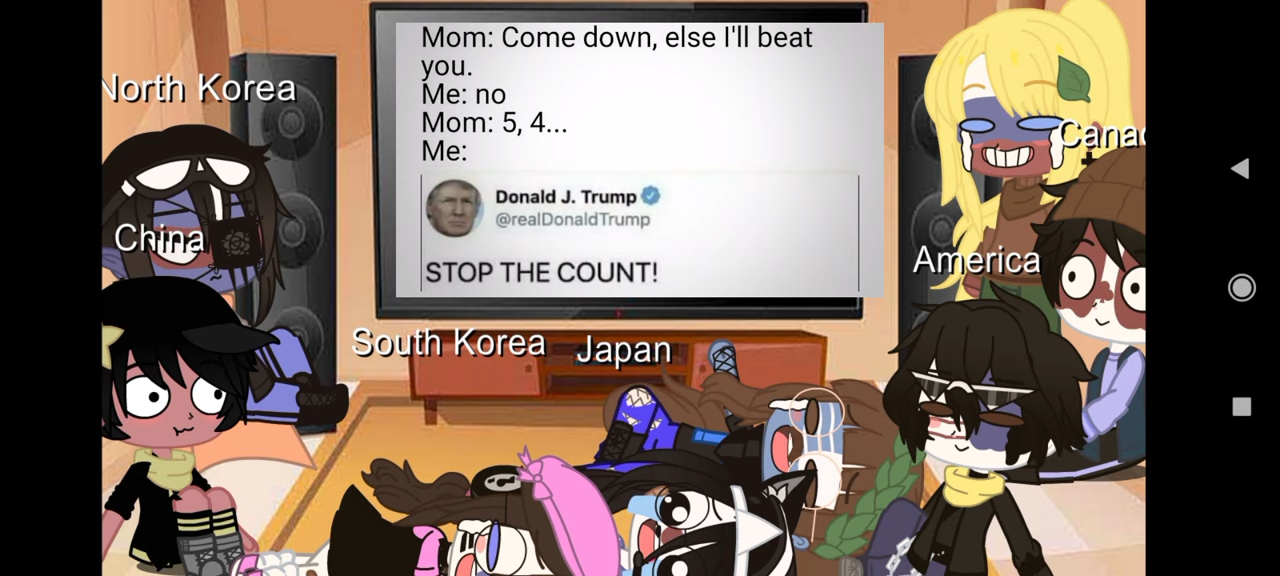 Mom: Come down, else I'll beat
you.
Me: no
Mom: 5, 4...
Me:
Donald J. Trump
@realDonaldTrump
STOP THE COUNT!
North Korea
China
South Korea
Japan
America
Canad